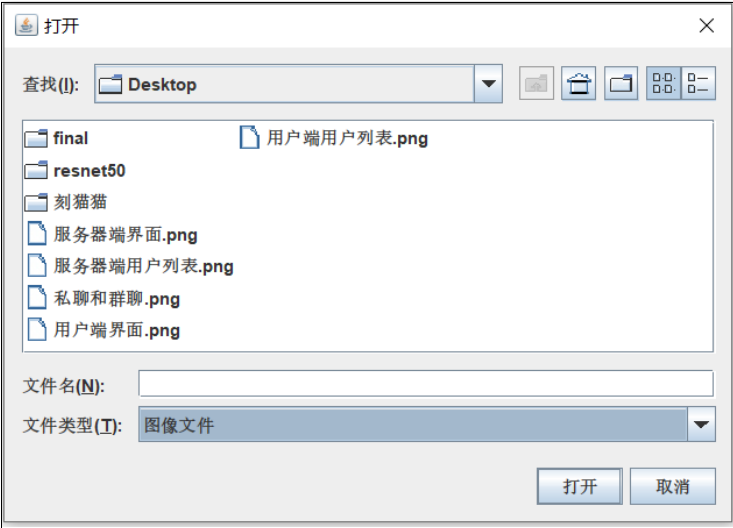 打开
查找(I): Desktop
final
resnet50
刻猫猫
服务器端界面.png
服务器端用户列表.png
私聊和群聊.png
用户端界面.png
用户端用户列表.png
文件名(N):
文件类型(T): 图像文件
打开 取消